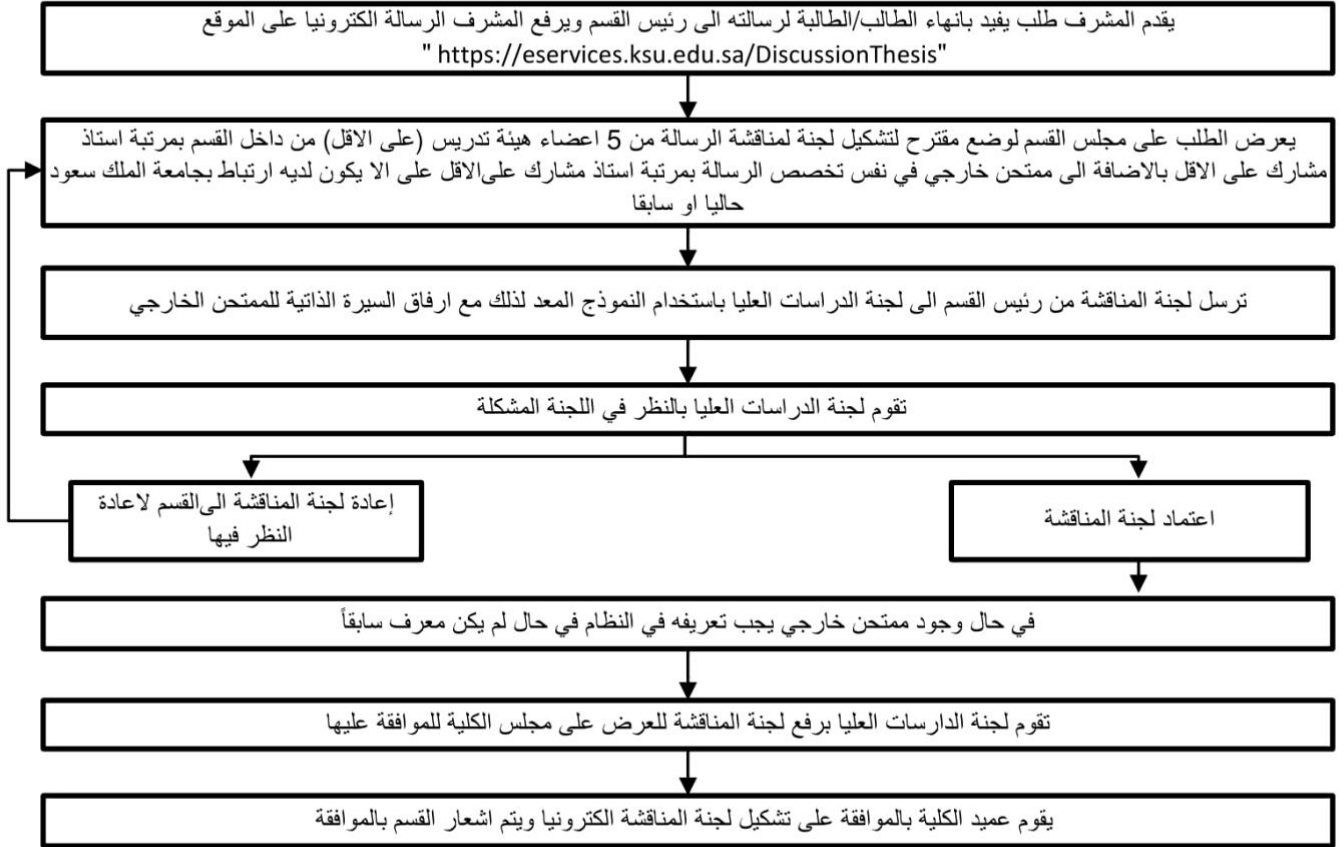 يقدم المشرف طلب يفيد بانهاء الطالب/الطالبة لرسالته الى رئيس القسم ويرفع المشرف الرسالة الكترونيا على الموقع
" https://eservices.ksu.edu.sa/DiscussionThesis"
يعرض الطلب على مجلس القسم لوضع مقترح لتشكيل لجنة لمناقشة الرسالة من 5 اعضاء هيئة تدريس (على الاقل) من داخل القسم بمرتبة استاذ
مشارك على الاقل بالاضافة الى ممتحن خارجي في نفس تخصص الرسالة بمرتبة استاذ مشارك علىالاقل على الا يكون لديه ارتباط بجامعة الملك سعود
حاليا او سابقا
ترسل لجنة المناقشة من رئيس القسم الى لجنة الدراسات العليا باستخدام النموذج المعد لذلك مع ارفاق السيرة الذاتية للممتحن الخارجي
تقوم لجنة الدراسات العليا بالنظر في اللجنة المشكلة
اعتماد لجنة المناقشة
إعادة لجنة المناقشة الىالقسم لاعادة
النظر فيها
في حال وجود ممتحن خارجي يجب تعريفه في النظام في حال لم يكن معرف سابقاً
تقوم لجنة الدارسات العليا برفع لجنة المناقشة للعرض على مجلس الكلية للموافقة عليها
يقوم عميد الكلية بالموافقة على تشكيل لجنة المناقشة الكترونيا ويتم اشعار القسم بالموافقة